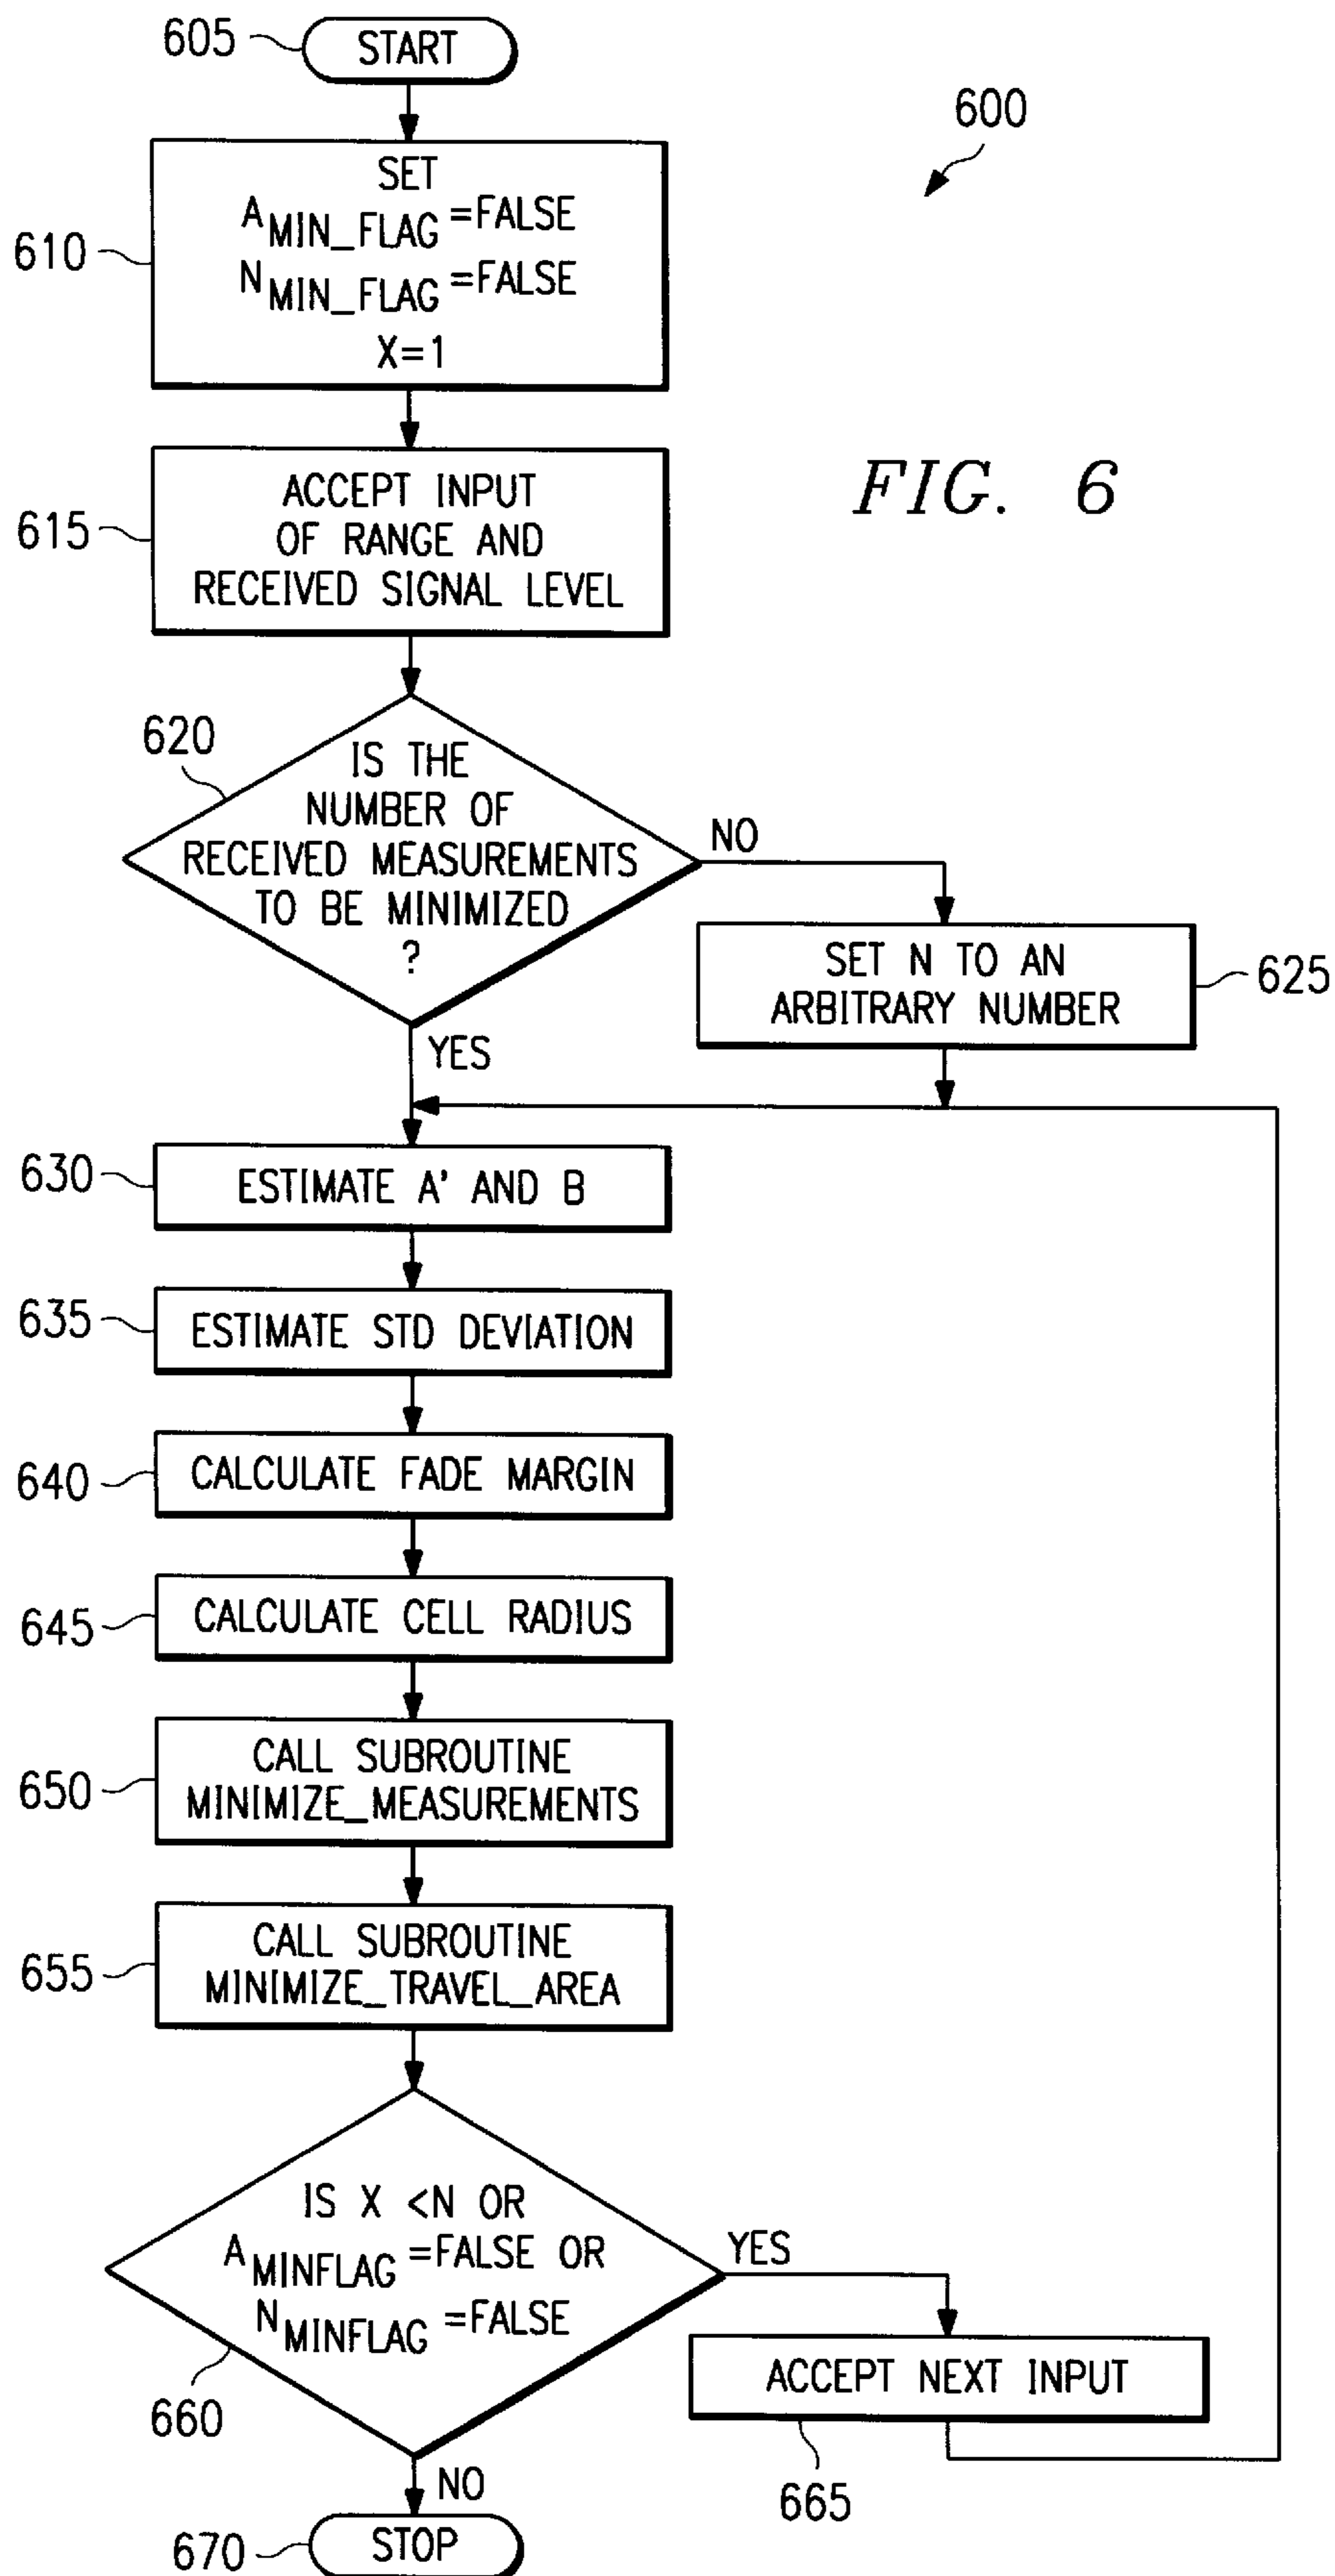 605
START
600
610
SET
A MIN_FLAG =FALSE
N MIN_FLAG =FALSE
X=1
FIG. 6
615
ACCEPT INPUT
OF RANGE AND
RECEIVED SIGNAL LEVEL
620
IS THE
NUMBER OF
RECEIVED MEASUREMENTS
TO BE MINIMIZED
?
NO
YES
SET N TO AN
ARBITRARY NUMBER
625
630
ESTIMATE A' AND B
635
ESTIMATE STD DEVIATION
640
CALCULATE FADE MARGIN
645
CALCULATE CELL RADIUS
650
CALL SUBROUTINE
MINIMIZE_MEASUREMENTS
655
CALL SUBROUTINE
MINIMIZE_TRAVEL_AREA
IS X <N OR
A MINFLAG =FALSE OR
N MINFLAG =FALSE
660
YES
ACCEPT NEXT INPUT
665
NO
670
STOP